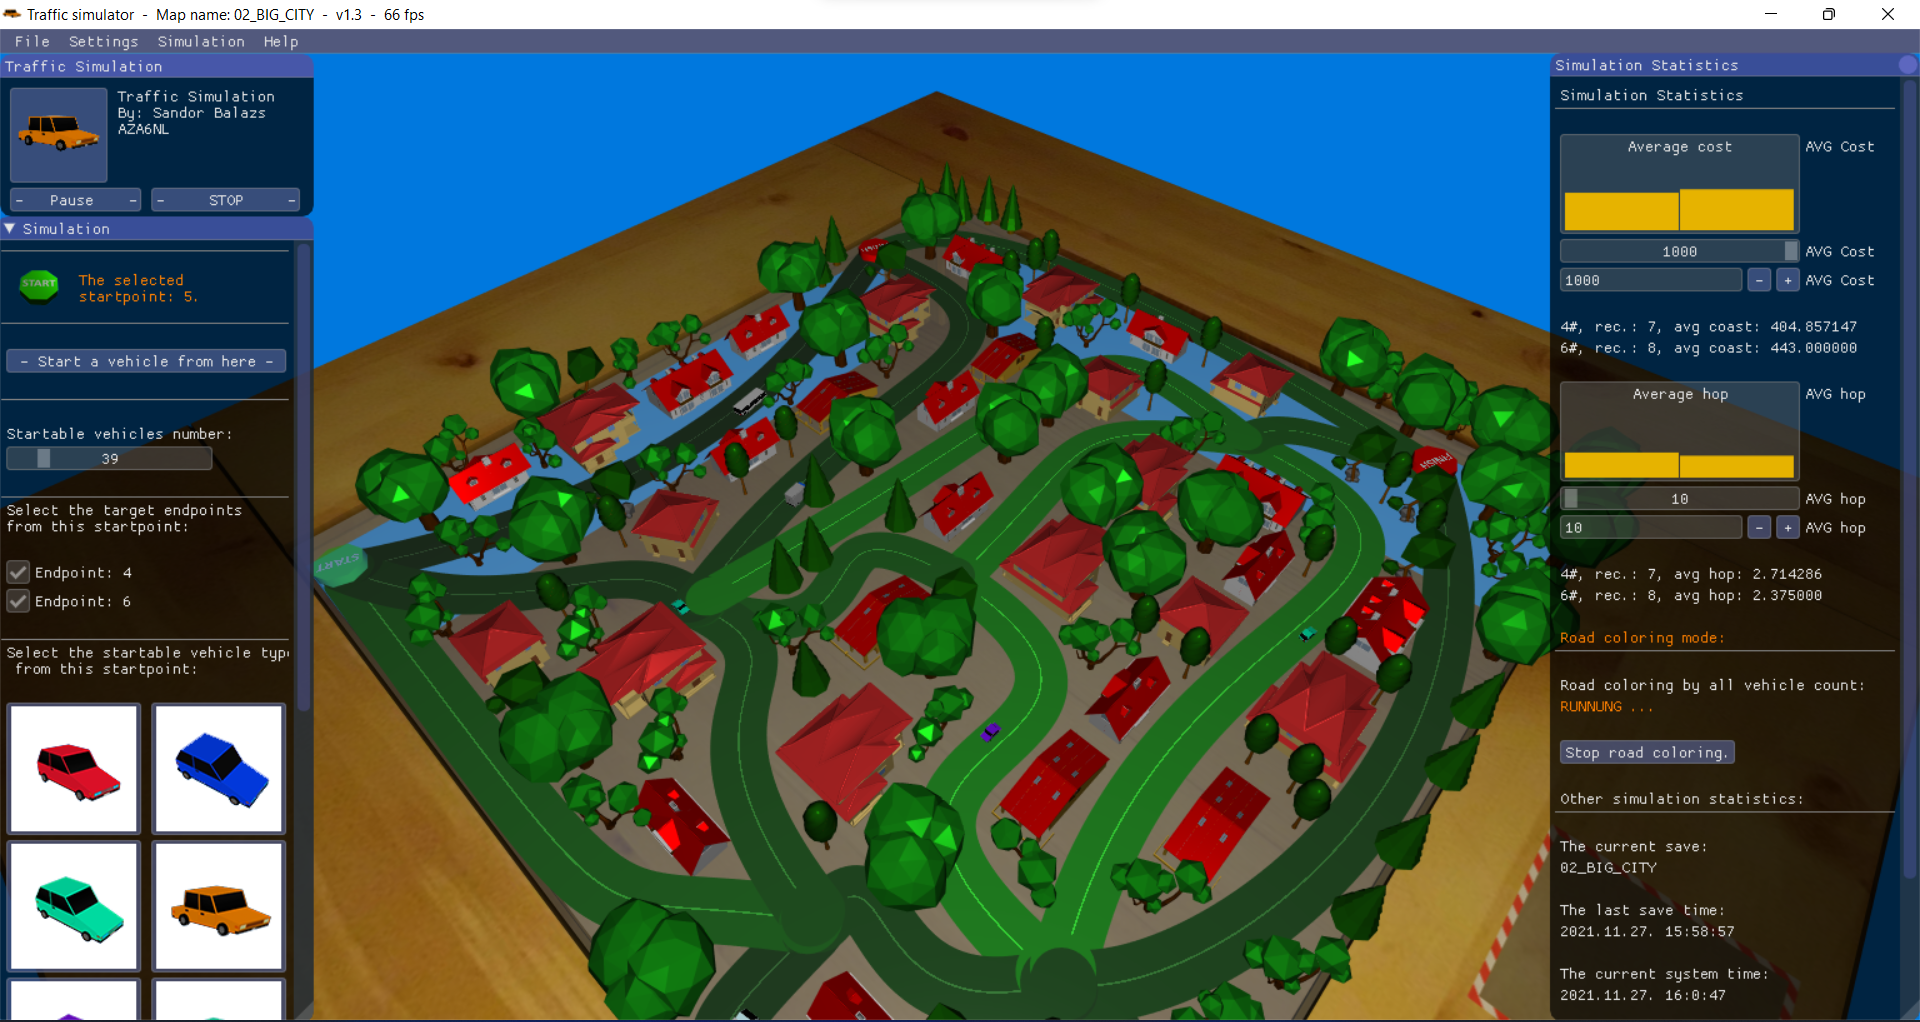 Traffic simulator - Map name: 02_BIG_CITY - v1.3 - 66 fps
File Settings Simulation Help
Traffic Simulation
Traffic Simulation
By: Sandor Balazs
AZA6NL
- Pause -
- STOP -
Simulation
START
The selected
startpoint: 5.
- Start a vehicle from here -
Startable vehicles number:
39
Select the target endpoints
from this startpoint:
Endpoint: 4
Endpoint: 6
Select the startable vehicle typ
from this startpoint:
START
FINISH
Simulation Statistics
Simulation Statistics
Average cost
AVG Cost
1000
AVG Cost
1000
-
+
AVG Cost
4#, rec.: 7, avg coast: 404.857147
6#, rec.: 8, avg coast: 443.000000
Average hop
AVG hop
10
AVG hop
10
-
+
AVG hop
4#, rec.: 7, avg hop: 2.714286
6#, rec.: 8, avg hop: 2.375000
Road coloring mode:
Road coloring by all vehicle count:
RUNNUNG ...
Stop road coloring.
Other simulation statistics:
The current save:
02_BIG_CITY
The last save time:
2021.11.27. 15:58:57
The current system time:
2021.11.27. 16:0:47